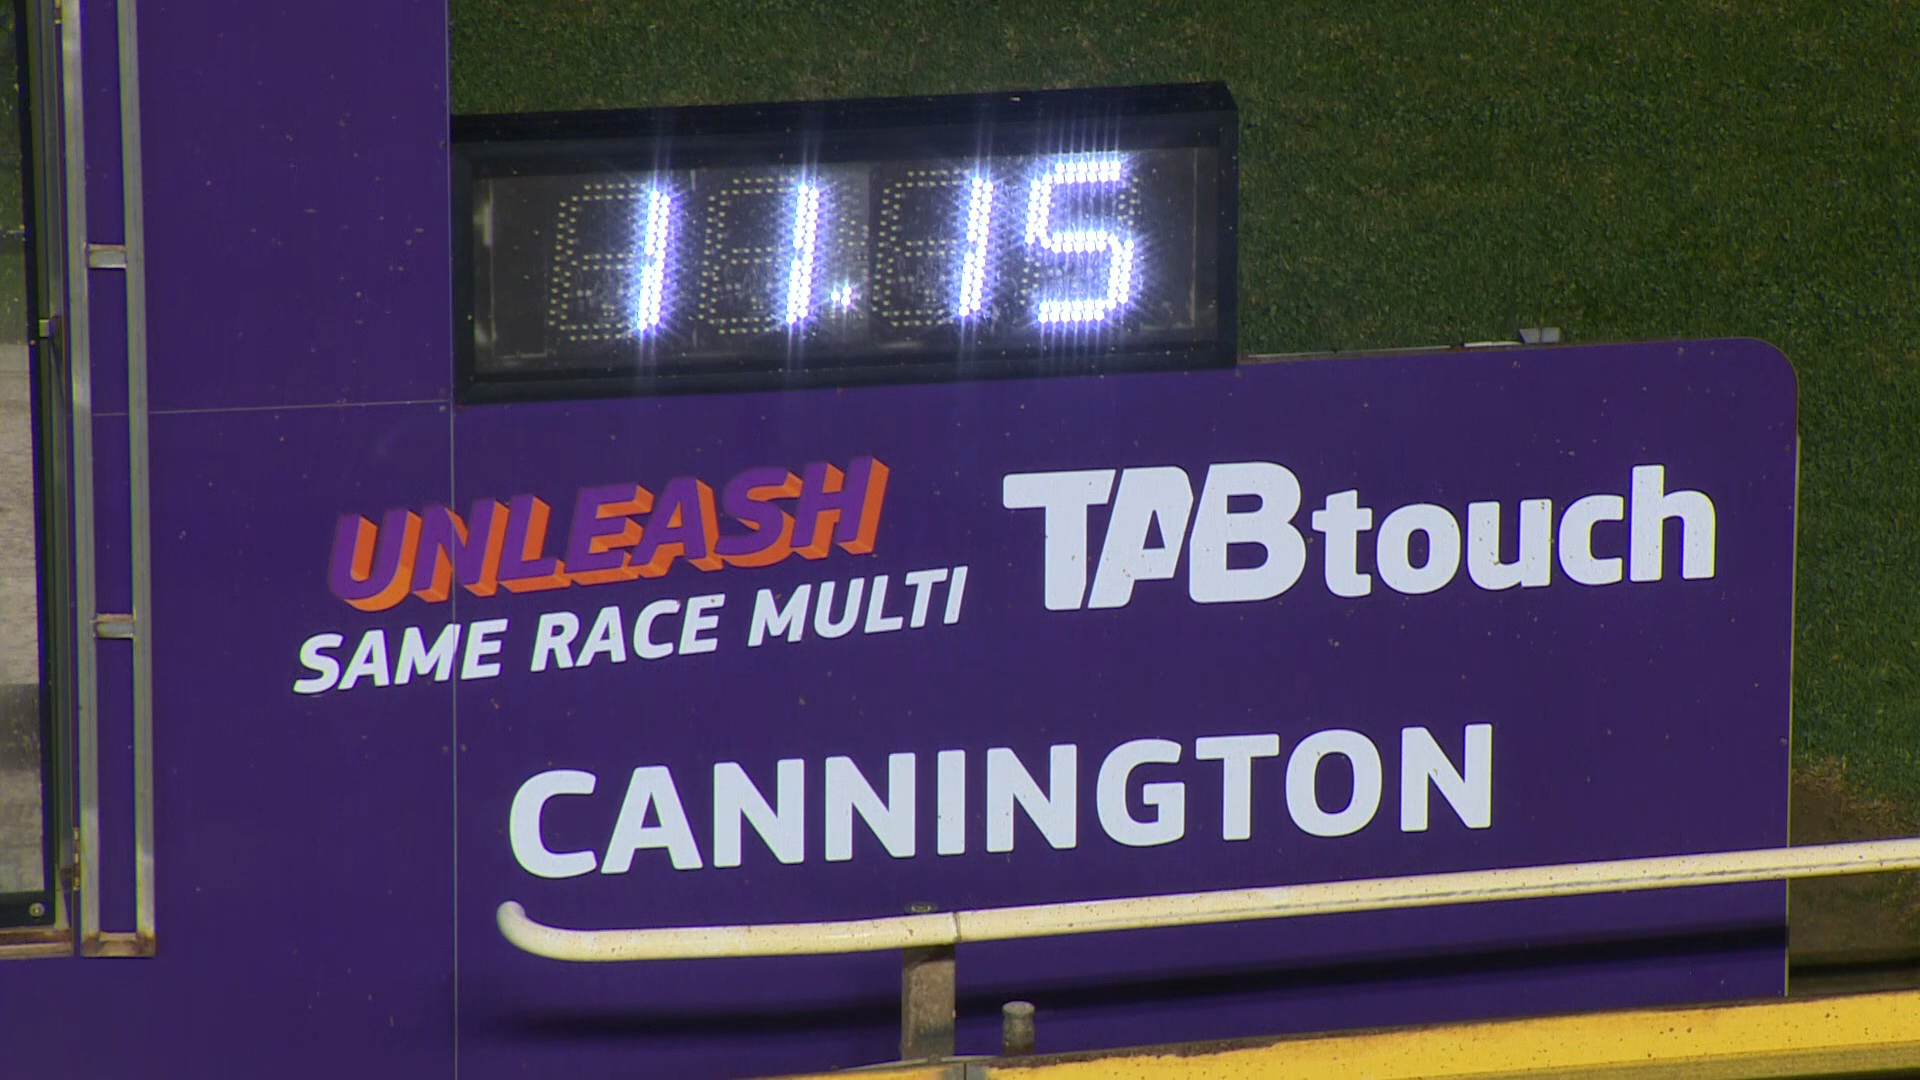 11.15
UNLEASH
SAME RACE MULTI
TABtouch
CANNINGTON